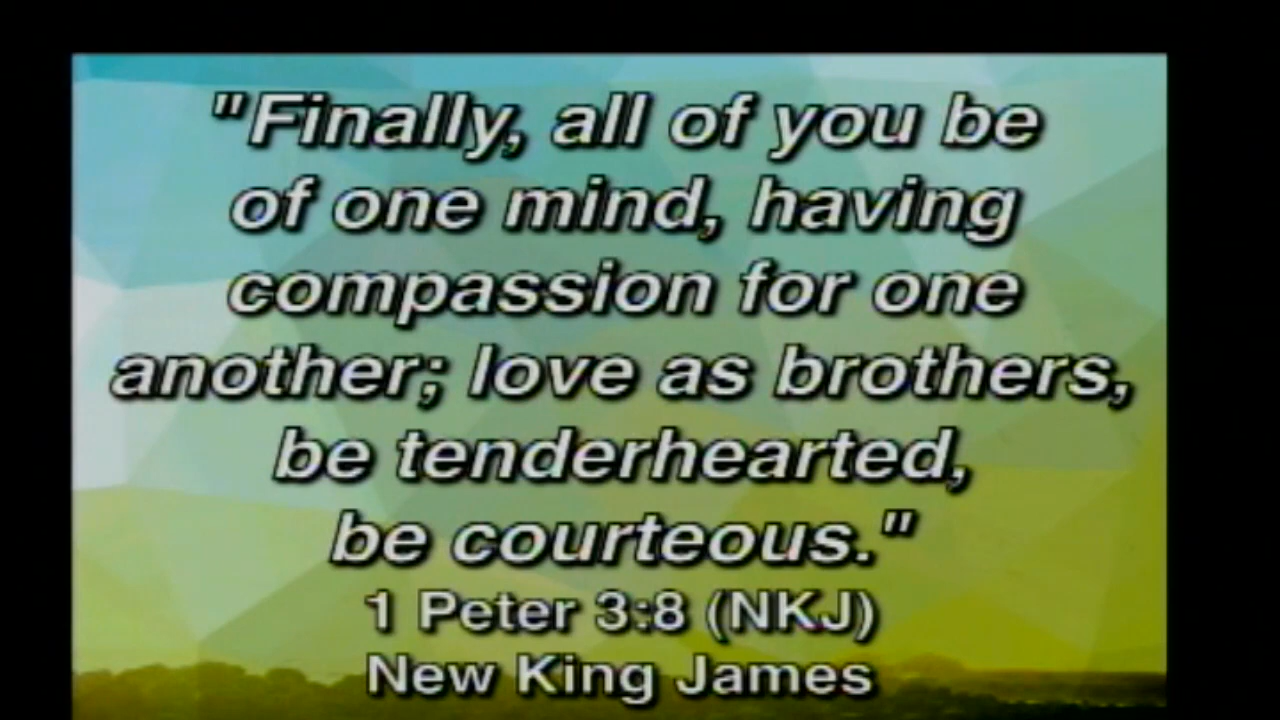 "Finally, all of you be
of one mind, having
compassion for one
another; love as brothers,
be tenderhearted,
be courteous."
1 Peter 3:8 (NKJ)
New King James